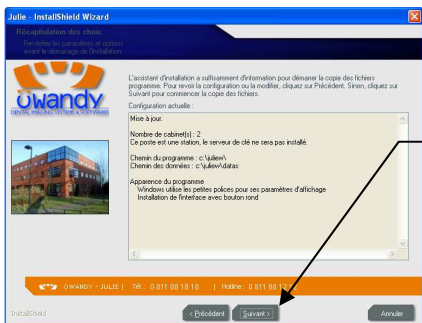 Julie - InstallShield Wizard
Récapitulation des choix
Revérifier les paramètres et options
avant le démarrage de l'installation
Owandy
DENTAL IMAGING SYSTEMS & SOFTWARES
L'assistant d'installation a suffisamment d'information pour démarrer la copie des fichiers
programme. Pour revoir la configuration ou la modifier, cliquez sur Précédent. Sinon, cliquez sur
Suivant pour commencer la copie des fichiers.
Configuration actuelle :
Mise à jour.
Nombre de cabinet(s) : 2
Ce poste est une station, le serveur de clé ne sera pas installé.
Chemin du programme : c:\juliew\
Chemin des données : c:\juliew\datas
Apparence du programme
Windows utilise les petites polices pour ses paramètres d'affichage
Installation de l'interface avec bouton rond
OWANDY - JULIE | Tél. : 0 811 88 18 18 | Hotline : 0 811 88
InstallShield
< Précédent
Suivant >
Annuler